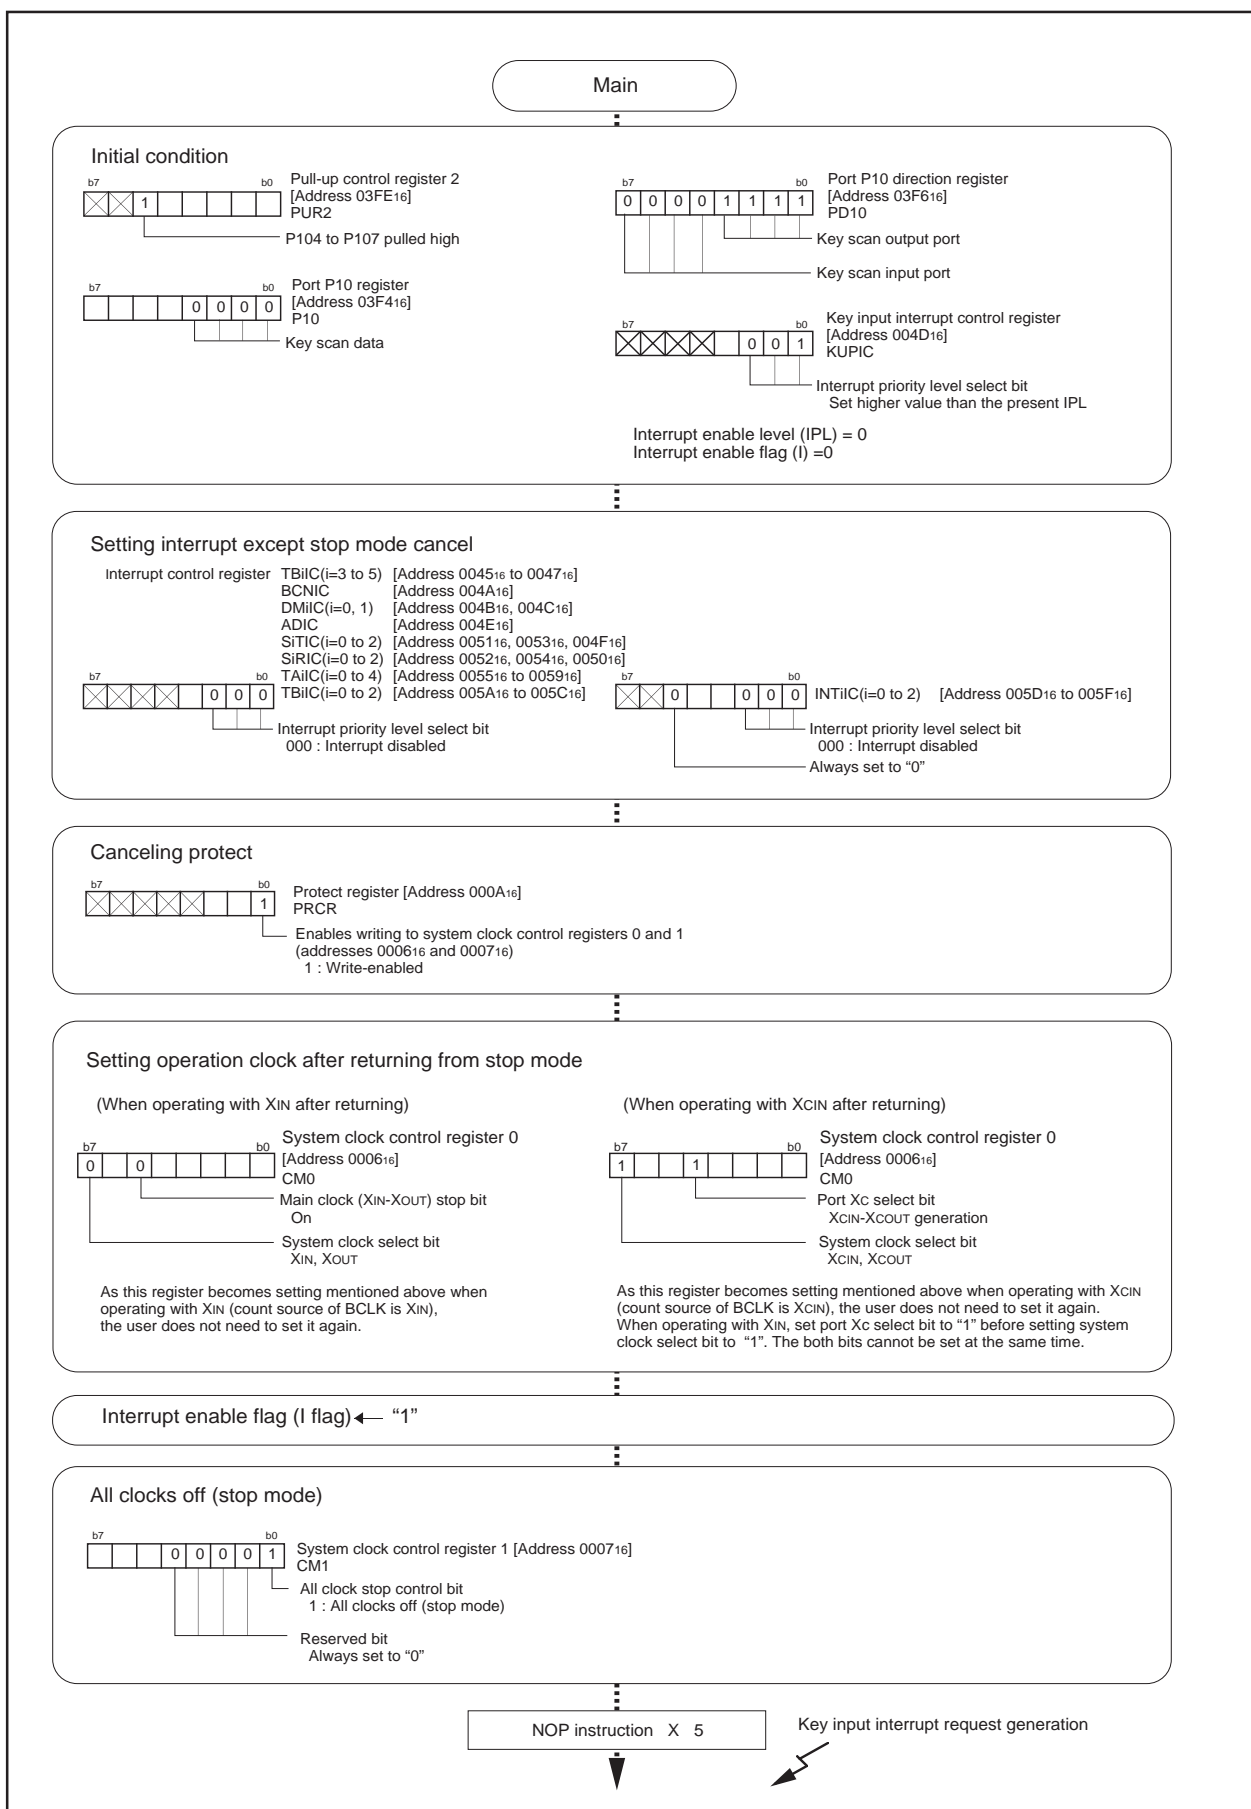 Main
Initial condition
b7 b0
1
Pull-up control register 2
[Address 03FE16]
PUR2
P104 to P107 pulled high
b7 b0
0 0 0 0
Port P10 register
[Address 03F416]
P10
Key scan data
b7 b0
0 0 0 0 1 1 1 1
Port P10 direction register
[Address 03F616]
PD10
Key scan output port
Key scan input port
b7 b0
0 0 1
Key input interrupt control register
[Address 004D16]
KUPIC
Interrupt priority level select bit
Set higher value than the present IPL
Interrupt enable level (IPL) = 0
Interrupt enable flag (I) =0
Setting interrupt except stop mode cancel
Interrupt control register TBiIC(i=3 to 5) [Address 004516 to 004716]
BCNIC [Address 004A16]
DMiIC(i=0, 1) [Address 004B16, 004C16]
ADIC [Address 004E16]
SiTIC(i=0 to 2) [Address 005116, 005316, 004F16]
SiRIC(i=0 to 2) [Address 005216, 005416, 005016]
TAiIC(i=0 to 4) [Address 005516 to 005916]
TBiIC(i=0 to 2) [Address 005A16 to 005C16]
b7 b0
0 0 0
Interrupt priority level select bit
000 : Interrupt disabled
b7 b0
0 0 0 0
INTiIC(i=0 to 2) [Address 005D16 to 005F16]
Interrupt priority level select bit
000 : Interrupt disabled
Always set to “0”
Canceling protect
b7 b0
1
Protect register [Address 000A16]
PRCR
Enables writing to system clock control registers 0 and 1
(addresses 000616 and 000716)
1 : Write-enabled
Setting operation clock after returning from stop mode
(When operating with XIN after returning)
b7 b0
0 0
System clock control register 0
[Address 000616]
CM0
Main clock (XIN-XOUT) stop bit
On
System clock select bit
XIN, XOUT
As this register becomes setting mentioned above when
operating with XIN (count source of BCLK is XIN),
the user does not need to set it again.
(When operating with XCIN after returning)
b7 b0
1 1
System clock control register 0
[Address 000616]
CM0
Port XC select bit
XCIN-XCOUT generation
System clock select bit
XCIN, XCOUT
As this register becomes setting mentioned above when operating with XCIN
(count source of BCLK is XCIN), the user does not need to set it again.
When operating with XIN, set port Xc select bit to “1” before setting system
clock select bit to “1”. The both bits cannot be set at the same time.
Interrupt enable flag (I flag) ← “1”
All clocks off (stop mode)
b7 b0
0 0 0 0 1
System clock control register 1 [Address 000716]
CM1
All clock stop control bit
1 : All clocks off (stop mode)
Reserved bit
Always set to “0”
NOP instruction X 5
Key input interrupt request generation